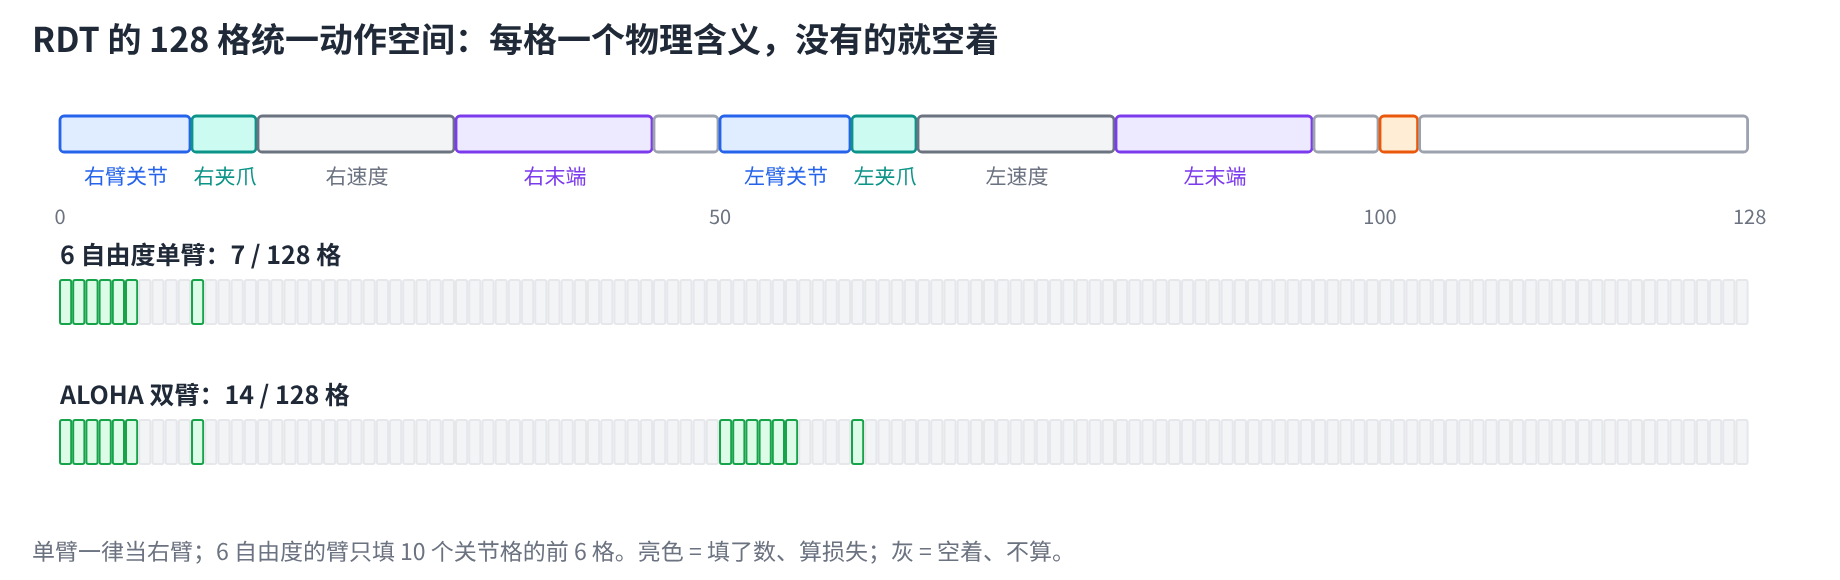 RDT 的 128 格统一动作空间：每格一个物理含义，没有的就空着
右臂关节 右夹爪 右速度 右末端 左臂关节 左夹爪 左速度 左末端
0 50 100 128
6 自由度单臂：7 / 128 格
ALOHA 双臂：14 / 128 格
单臂一律当右臂；6 自由度的臂只填 10 个关节格的前 6 格。亮色 = 填了数、算损失；灰 = 空着、不算。